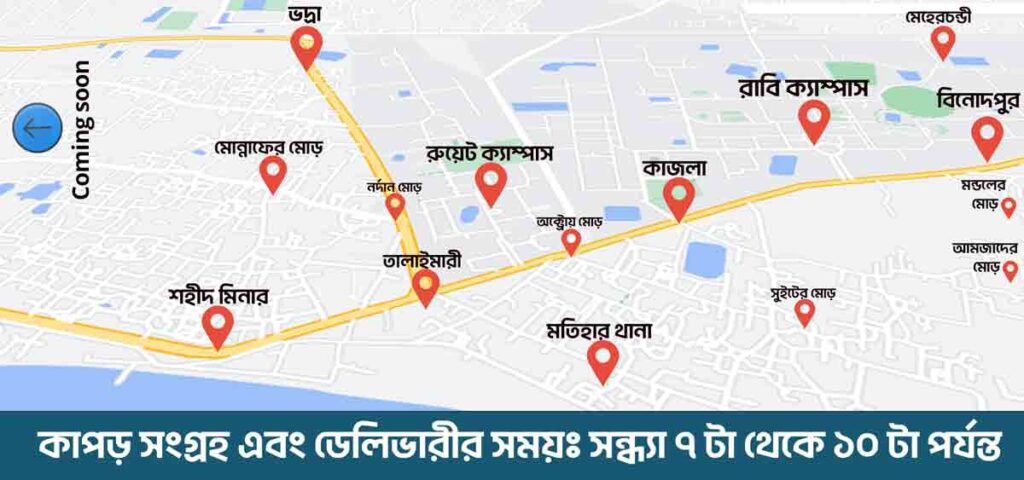 ভদ্রা
মেহেরচন্ডী
Coming soon
রাবি ক্যাম্পাস
বিনোদপুর
মোন্নাফের মোড়
রুয়েট ক্যাম্পাস
কাজলা
নর্দান মোড়
মন্ডলের
মোড়
অক্ট্রোয় মোড়
তালাইমারী
আমজাদের
মোড়
শহীদ মিনার
সুইটের মোড়
মতিহার থানা
কাপড় সংগ্রহ এবং ডেলিভারীর সময়ঃ সন্ধ্যা ৭ টা থেকে ১০ টা পর্যন্ত